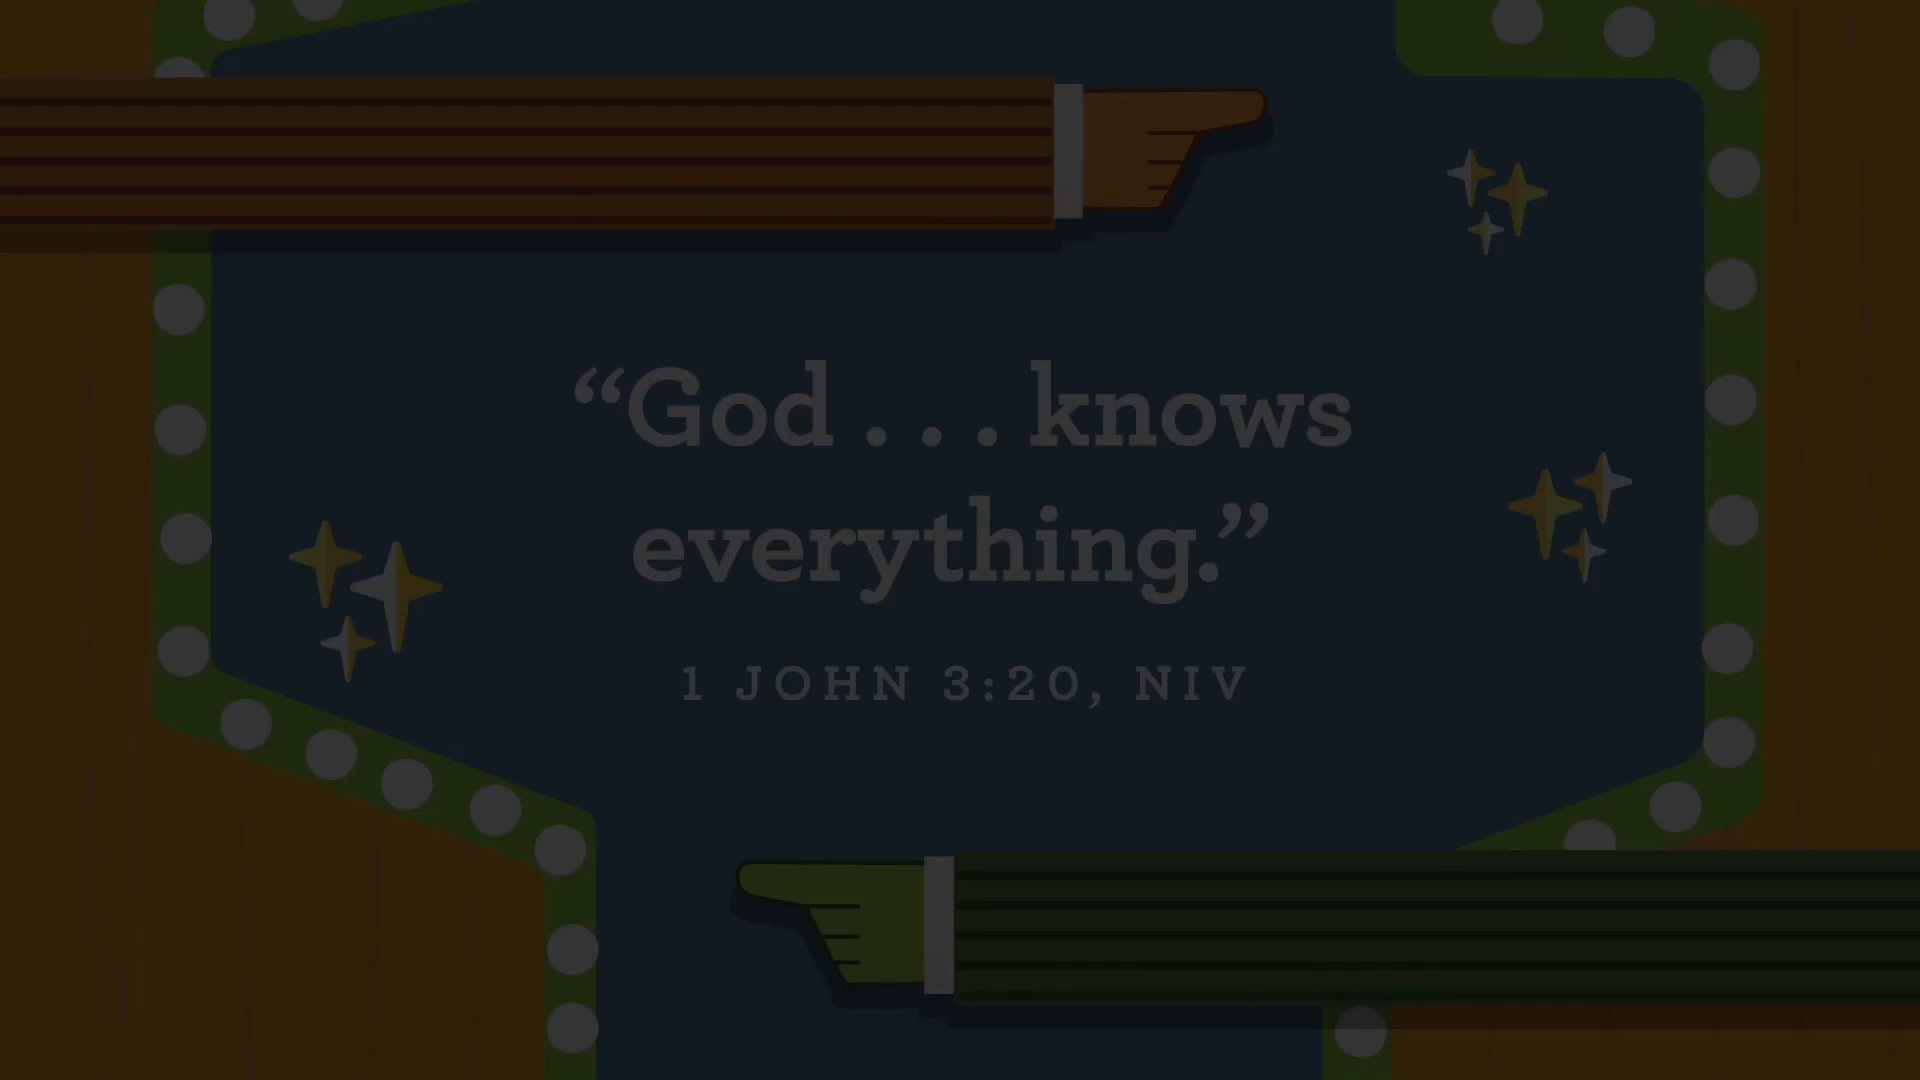 “God . . . knows
everything.”
1 JOHN 3:20, NIV